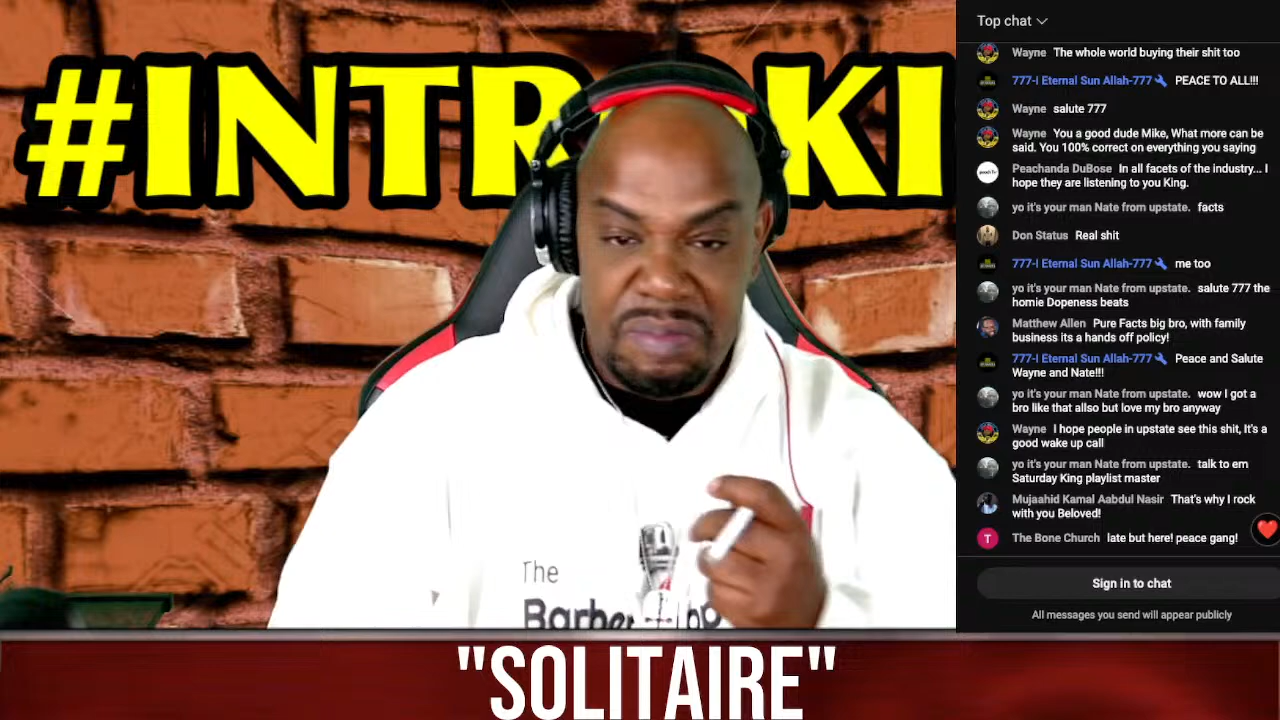 #INTR
KI
The
Barber
"SOLITAIRE"
Top chat
Wayne The whole world buying their shit too
777-I Eternal Sun Allah-777 PEACE TO ALL!!!
Wayne salute 777
Wayne You a good dude Mike, What more can be
said. You 100% correct on everything you saying
Peachanda DuBose In all facets of the industry... I
hope they are listening to you King.
yo it's your man Nate from upstate. facts
Don Status Real shit
777-I Eternal Sun Allah-777 me too
yo it's your man Nate from upstate. salute 777 the
homie Dopeness beats
Matthew Allen Pure Facts big bro, with family
business its a hands off policy!
777-I Eternal Sun Allah-777 Peace and Salute
Wayne and Nate!!!
yo it's your man Nate from upstate. wow I got a
bro like that allso but love my bro anyway
Wayne I hope people in upstate see this shit, It's a
good wake up call
yo it's your man Nate from upstate. talk to em
Saturday King playlist master
Mujaahid Kamal Aabdul Nasir That's why I rock
with you Beloved!
T The Bone Church late but here! peace gang!
Sign in to chat
All messages you send will appear publicly